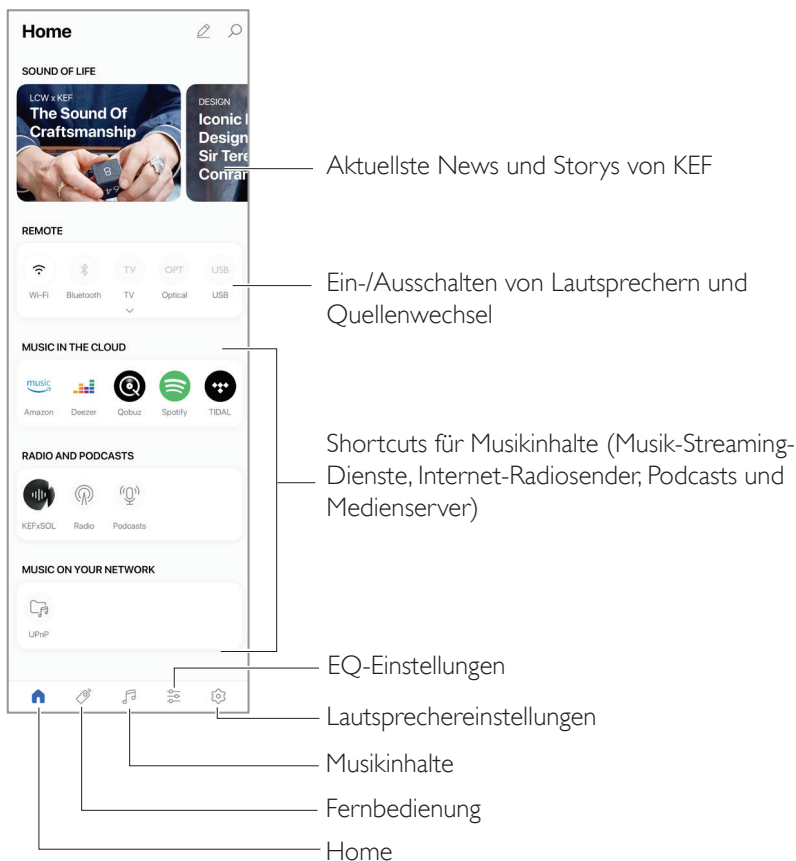 Home
SOUND OF LIFE
LCW x KEF
The Sound Of
Craftsmanship
DESIGN
Iconic
Design
Sir Tere
Conran
Aktuellste News und Storys von KEF
REMOTE
TV
OPT
USB
Wi-Fi
Bluetooth
TV
Optical
USB
Ein-/Ausschalten von Lautsprechern und
Quellenwechsel
MUSIC IN THE CLOUD
music
Amazon
Deezer
Qobuz
Spotify
TIDAL
Shortcuts für Musikinhalte (Musik-Streaming-
Dienste, Internet-Radiosender, Podcasts und
Medienserver)
RADIO AND PODCASTS
KEFxSOL
Radio
Podcasts
MUSIC ON YOUR NETWORK
UPnP
EQ-Einstellungen
Lautsprechereinstellungen
Musikinhalte
Fernbedienung
Home